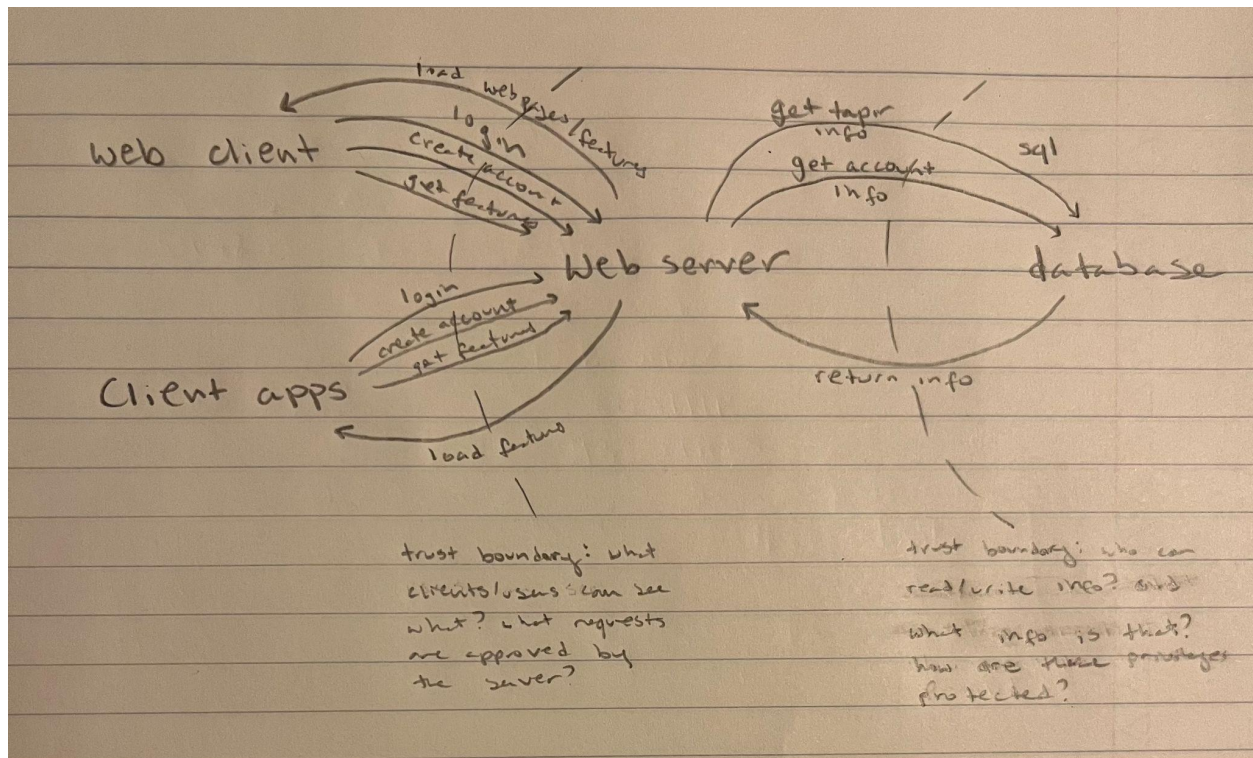 load
web pages/features
login
create account
get features
web client
get tapir
info
sql
get account
info
Web server
database
login
create account
get features
Client apps
load features
return info
trust boundary: what
clients/users can see
what? what requests
are approved by
the server?
trust boundary: who can
read/write info? and
what info is that?
how are these privileges
protected?